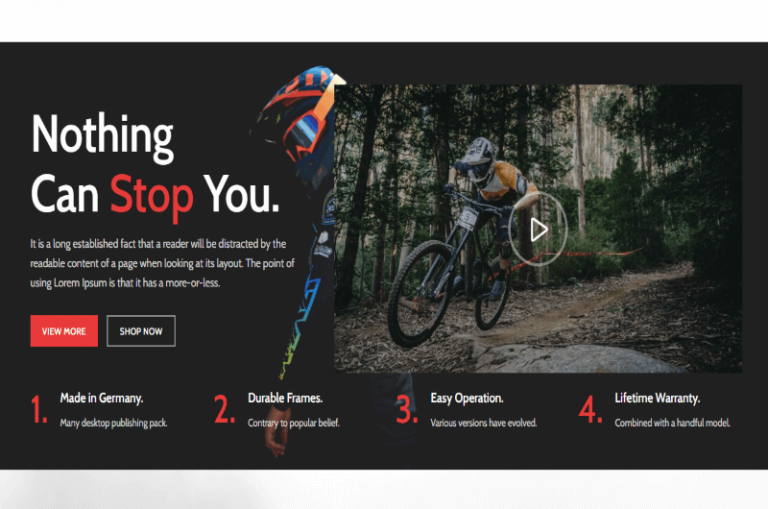 Nothing
Can Stop You.
It is a long established fact that a reader will be distracted by the
readable content of a page when looking at its layout. The point of
using Lorem Ipsum is that it has a more-or-less.
VIEW MORE
SHOP NOW
1.
Made in Germany.
Many desktop publishing pack.
2.
Durable Frames.
Contrary to popular belief.
3.
Easy Operation.
Various versions have evolved.
4.
Lifetime Warranty.
Combined with a handful model.